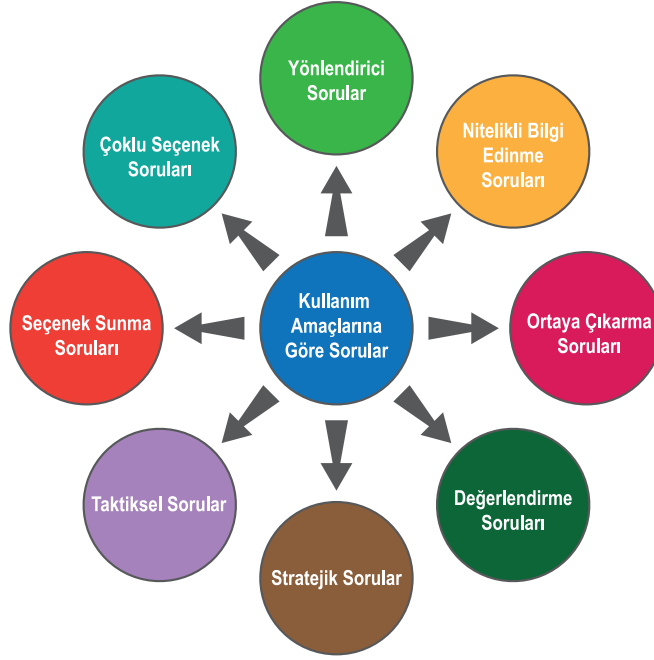 Yönlendirici
Sorular
Çoklu Seçenek
Soruları
Nitelikli Bilgi
Edinme
Soruları
Seçenek Sunma
Soruları
Kullanım
Amaçlarına
Göre Sorular
Ortaya Çıkarma
Soruları
Taktiksel Sorular
Değerlendirme
Soruları
Stratejik Sorular